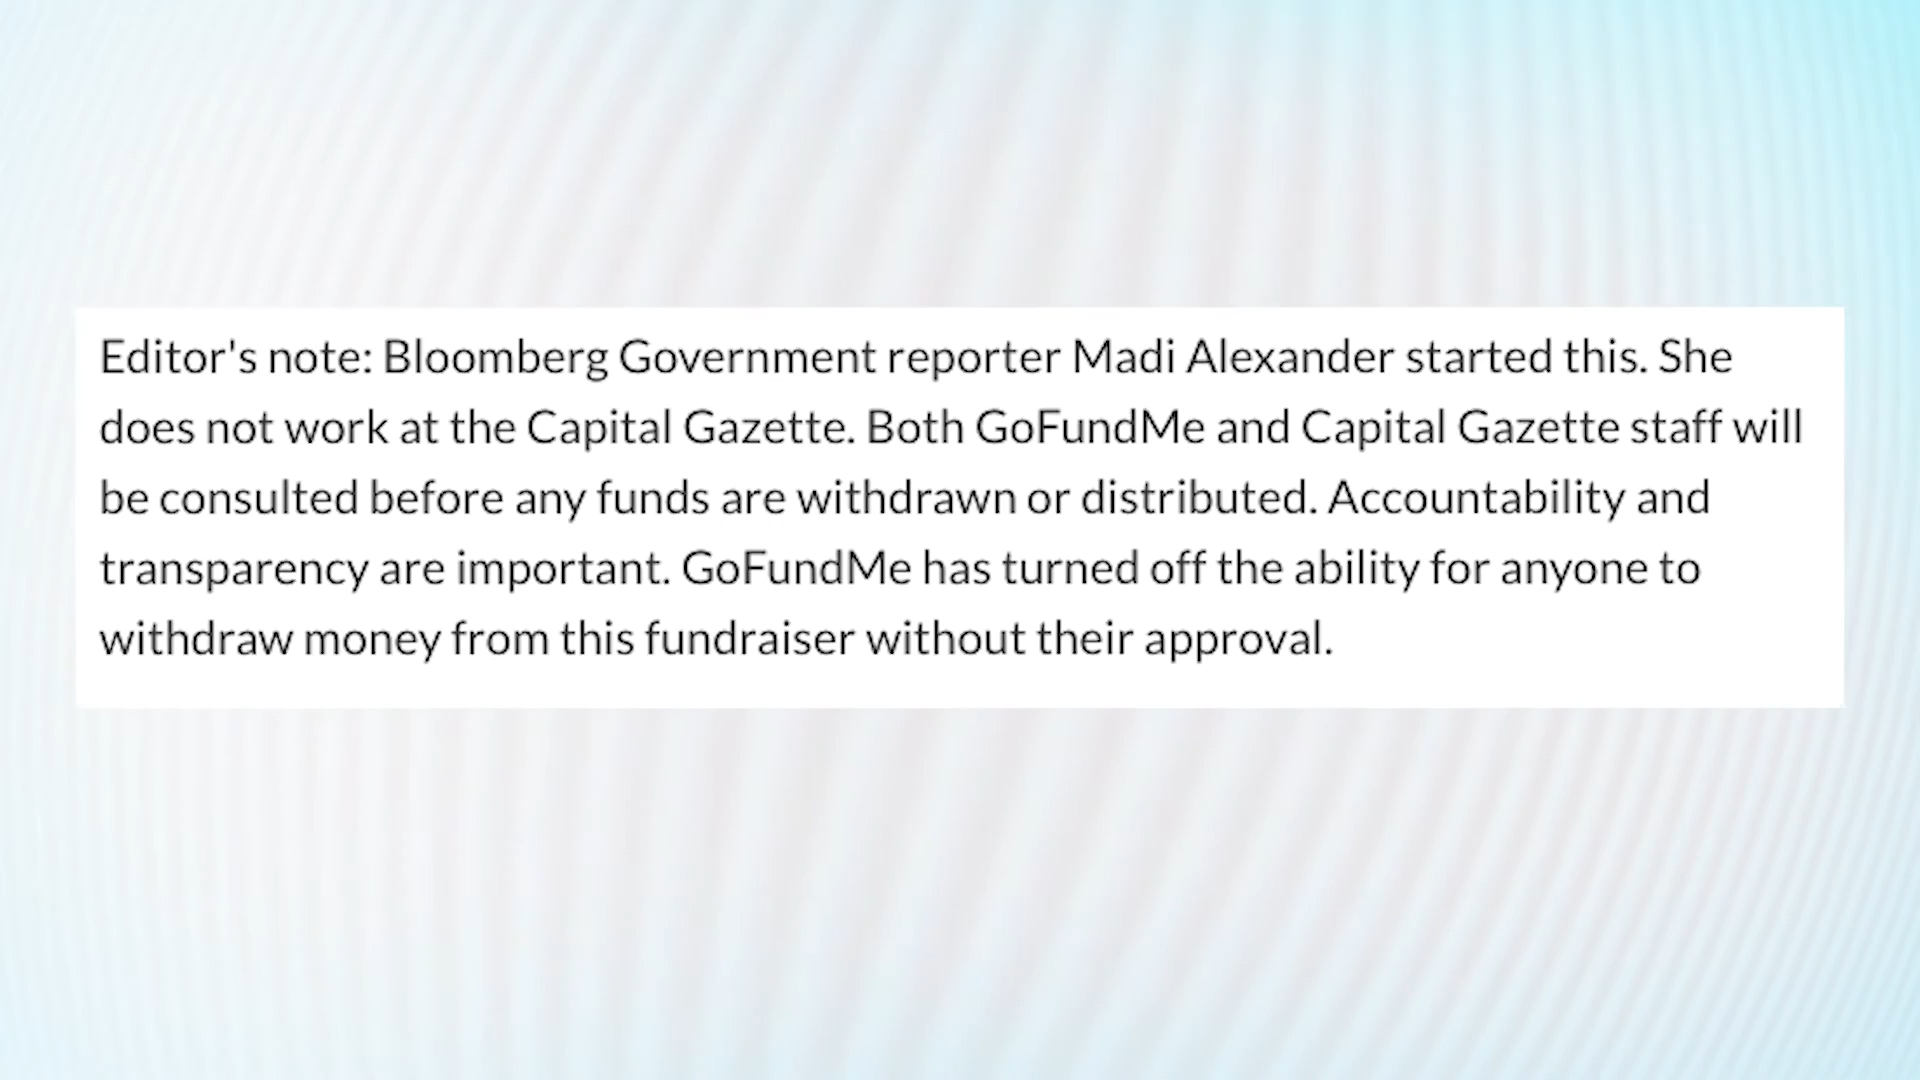 Editor's note: Bloomberg Government reporter Madi Alexander started this. She
does not work at the Capital Gazette. Both GoFundMe and Capital Gazette staff will
be consulted before any funds are withdrawn or distributed. Accountability and
transparency are important. GoFundMe has turned off the ability for anyone to
withdraw money from this fundraiser without their approval.